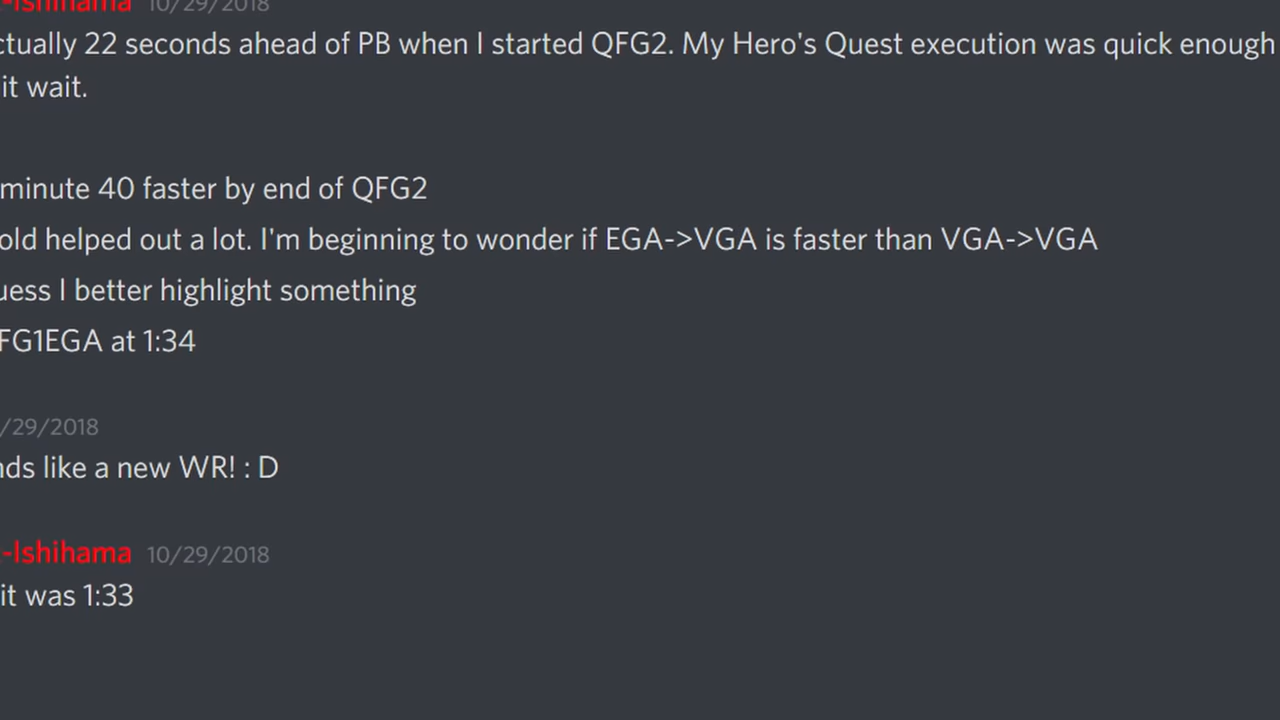 -Ishihama 10/29/2018
ctually 22 seconds ahead of PB when I started QFG2. My Hero's Quest execution was quick enough
it wait.
minute 40 faster by end of QFG2
old helped out a lot. I'm beginning to wonder if EGA->VGA is faster than VGA->VGA
uess I better highlight something
FG1EGA at 1:34
/29/2018
nds like a new WR! : D
-Ishihama 10/29/2018
it was 1:33